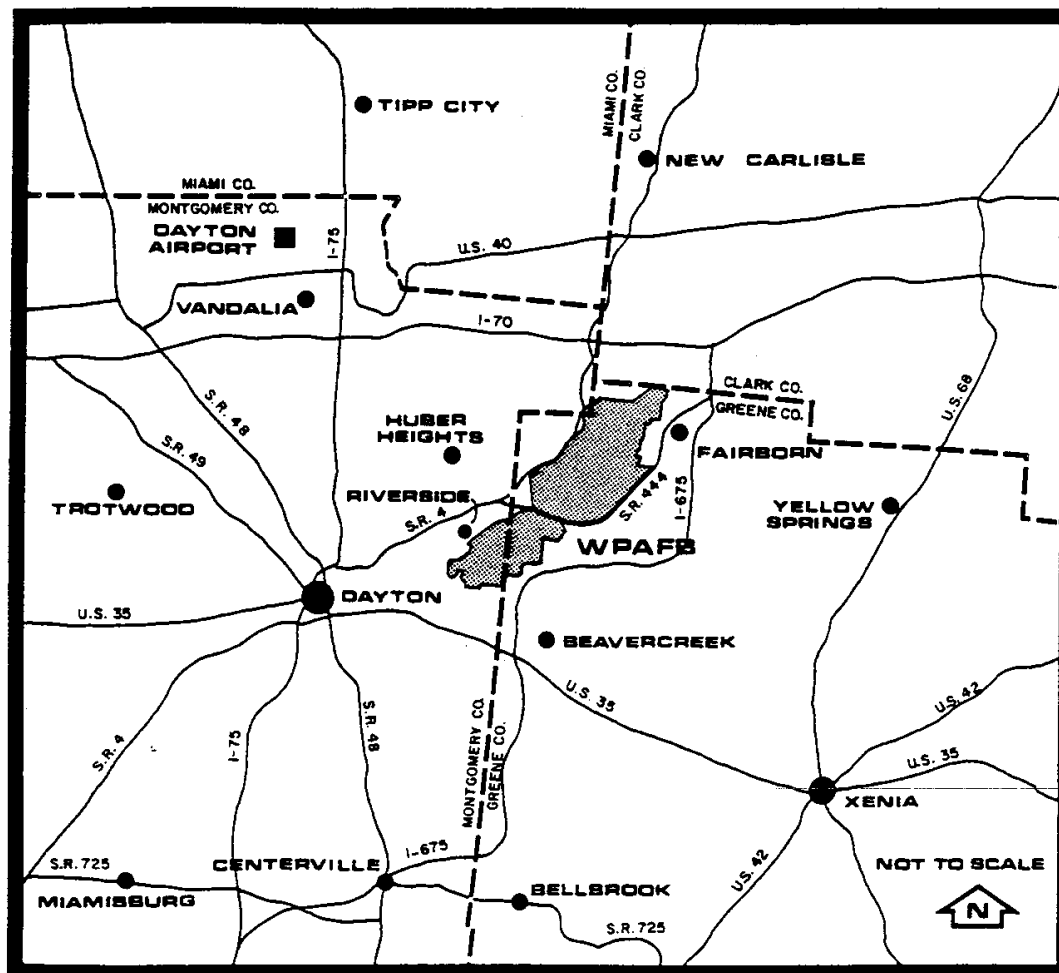 TIPP CITY
MIAMI CO.
CLARK CO.
NEW CARLISLE
MIAMI CO.
MONTGOMERY CO.
DAYTON
AIRPORT
I-75
U.S. 40
VANDALIA
I-70
S.R. 48
CLARK CO.
GREENE CO.
U.S. 68
HUBER
HEIGHTS
S.R. 49
FAIRBORN
TROTWOOD
RIVERSIDE
S.R. 4
S.R. 444
I-675
YELLOW
SPRINGS
WPAFB
DAYTON
U.S. 35
BEAVERCREEK
U.S. 35
U.S. 42
S.R. 4
I-75
S.R. 48
MONTGOMERY CO.
GREENE CO.
U.S. 35
XENIA
I-675
S.R. 725
CENTERVILLE
MIAMISBURG
BELLBROOK
U.S. 42
S.R. 725
NOT TO SCALE
N